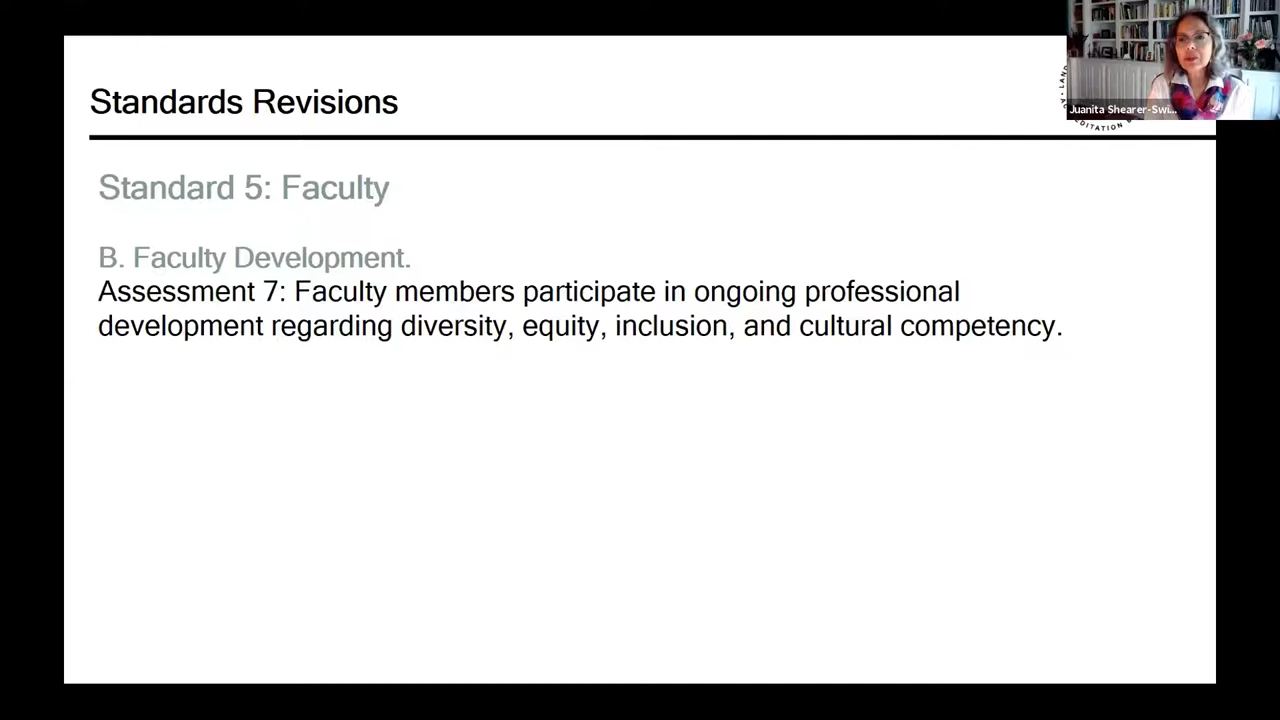 Standards Revisions
Juanita Shearer-Swi...
Standard 5: Faculty
B. Faculty Development.
Assessment 7: Faculty members participate in ongoing professional
development regarding diversity, equity, inclusion, and cultural competency.